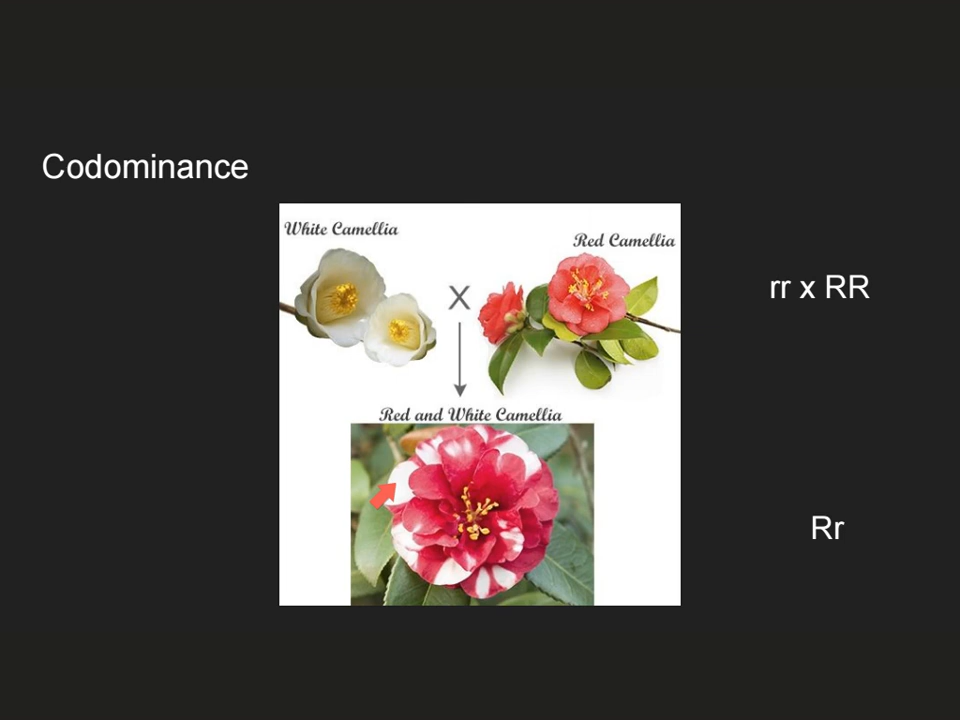 Codominance
White Camellia
Red Camellia
rr x RR
X
Red and White Camellia
Rr